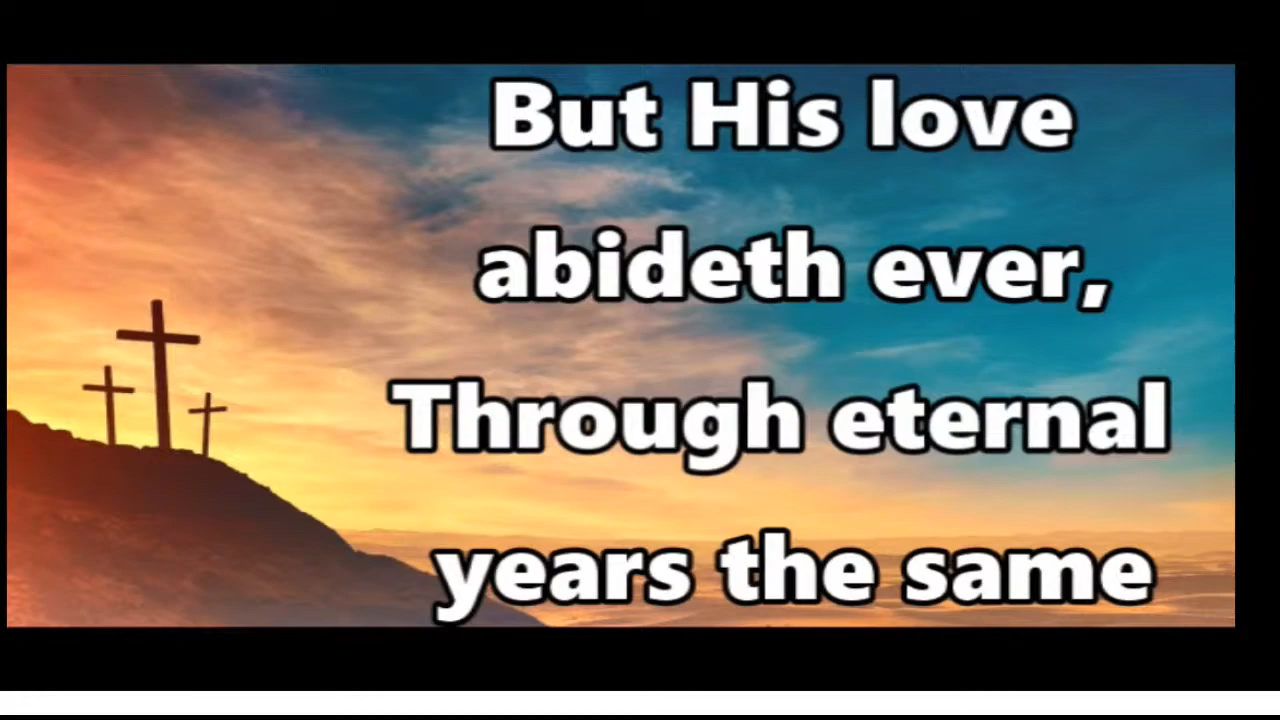 But His love
abideth ever,
Through eternal
years the same